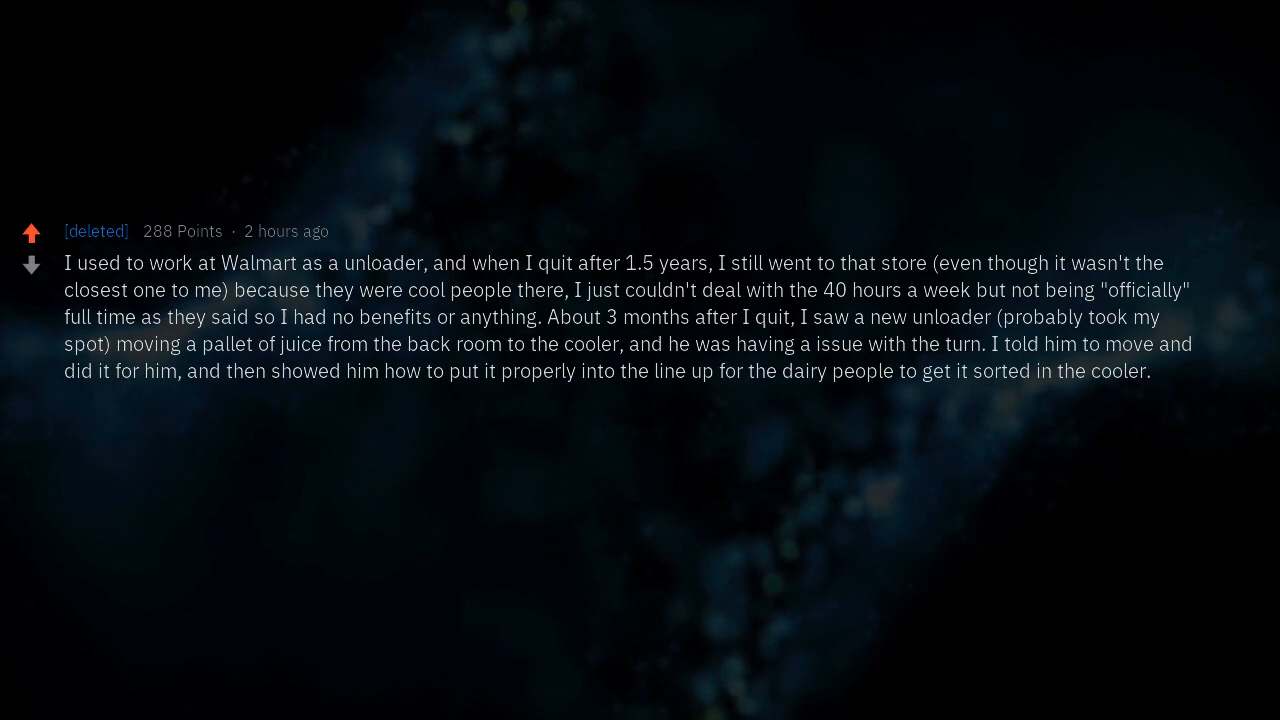 [deleted] 288 Points · 2 hours ago
I used to work at Walmart as a unloader, and when I quit after 1.5 years, I still went to that store (even though it wasn't the
closest one to me) because they were cool people there, I just couldn't deal with the 40 hours a week but not being "officially"
full time as they said so I had no benefits or anything. About 3 months after I quit, I saw a new unloader (probably took my
spot) moving a pallet of juice from the back room to the cooler, and he was having a issue with the turn. I told him to move and
did it for him, and then showed him how to put it properly into the line up for the dairy people to get it sorted in the cooler.